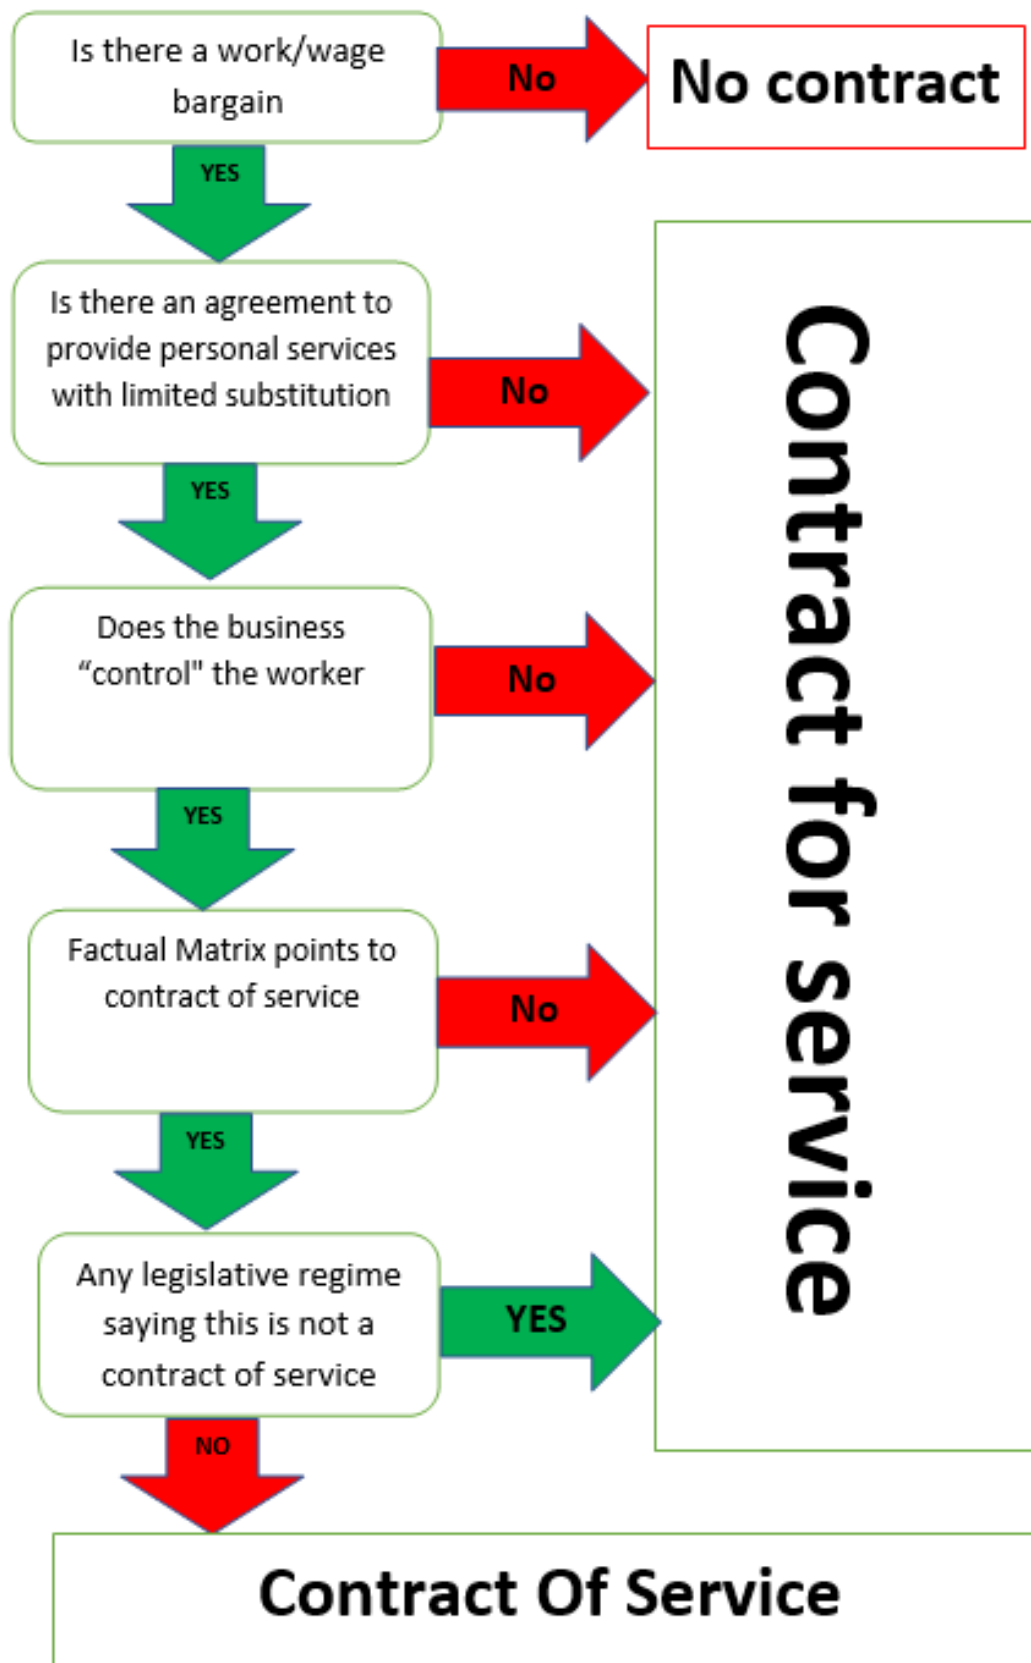 Is there a work/wage
bargain
No
No contract
YES
Is there an agreement to
provide personal services
with limited substitution
No
YES
Does the business
“control" the worker
No
YES
Factual Matrix points to
contract of service
No
YES
Any legislative regime
saying this is not a
contract of service
YES
NO
Contract for service
Contract Of Service